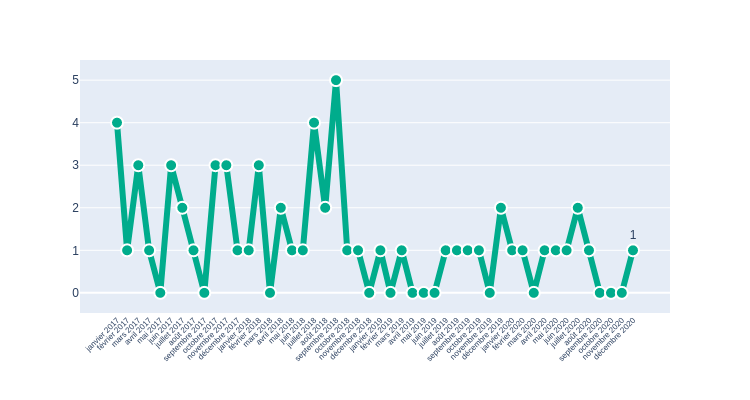 5
4
3
2
1
0
1
janvier 2017
février 2017
mars 2017
avril 2017
mai 2017
juin 2017
juillet 2017
août 2017
septembre 2017
octobre 2017
novembre 2017
décembre 2017
janvier 2018
février 2018
mars 2018
avril 2018
mai 2018
juin 2018
juillet 2018
août 2018
septembre 2018
octobre 2018
novembre 2018
décembre 2018
janvier 2019
février 2019
mars 2019
avril 2019
mai 2019
juin 2019
juillet 2019
août 2019
septembre 2019
octobre 2019
novembre 2019
décembre 2019
janvier 2020
février 2020
mars 2020
avril 2020
mai 2020
juin 2020
juillet 2020
août 2020
septembre 2020
octobre 2020
novembre 2020
décembre 2020